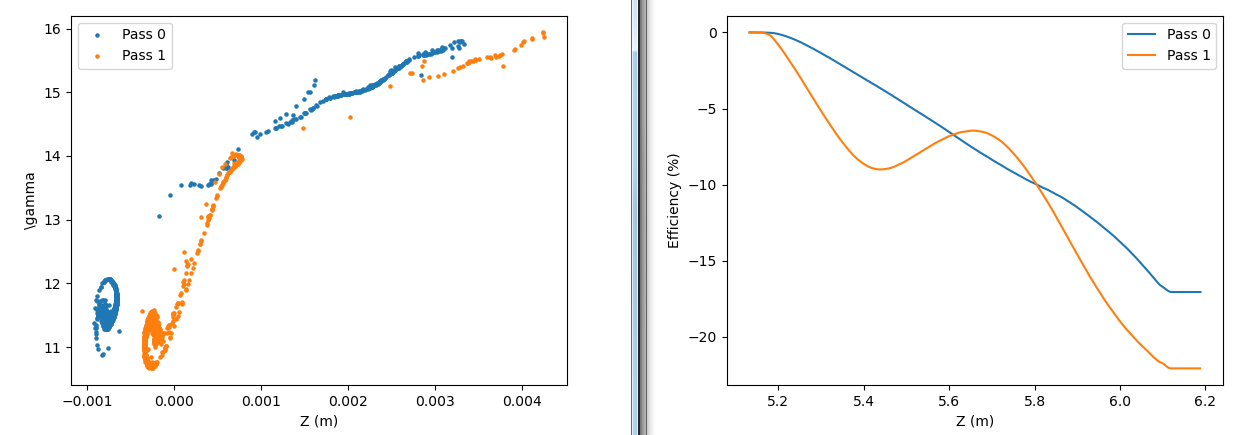 16
15
14
13
12
11
\gamma
Pass 0
Pass 1
−0.001 0.000 0.001 0.002 0.003 0.004
Z (m)
0
−5
−10
−15
−20
Efficiency (%)
Pass 0
Pass 1
5.2 5.4 5.6 5.8 6.0 6.2
Z (m)